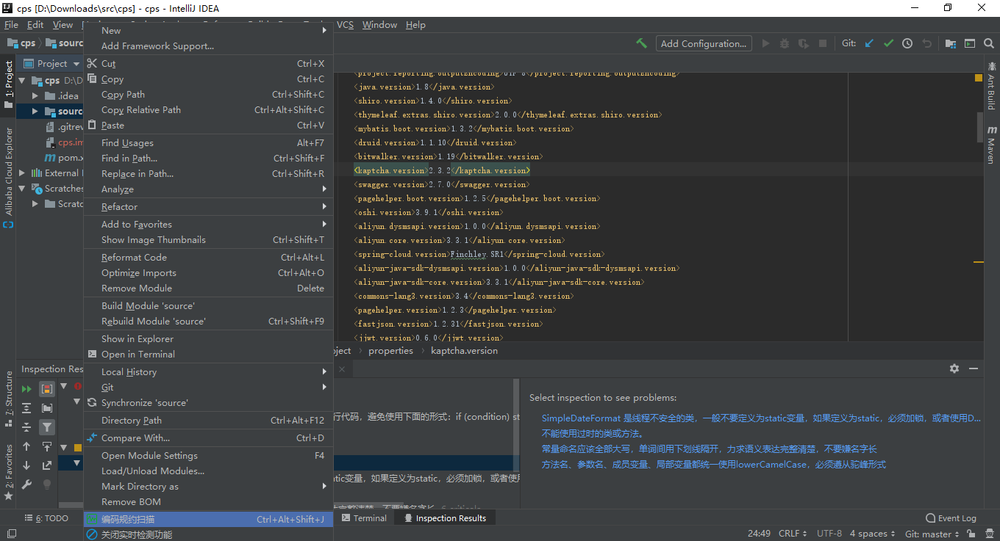 cps [D:\Downloads\src\cps] - cps - IntelliJ IDEA
File Edit View VCS Window Help
cps sourc
Add Configuration...
Git:
1: Project
Alibaba Cloud Explorer
7: Structure
2: Favorites
Project
cps D:\D
.idea
sourc
.gitrev
cps.im
pom.x
External
Scratches
Scratc
Inspection Res
New
Add Framework Support...
Cut Ctrl+X
Copy Ctrl+C
Copy Path Ctrl+Shift+C
Copy Relative Path Ctrl+Alt+Shift+C
Paste Ctrl+V
Find Usages Alt+F7
Find in Path... Ctrl+Shift+F
Replace in Path... Ctrl+Shift+R
Analyze
Refactor
Add to Favorites
Show Image Thumbnails Ctrl+Shift+T
Reformat Code Ctrl+Alt+L
Optimize Imports Ctrl+Alt+O
Remove Module Delete
Build Module 'source'
Rebuild Module 'source' Ctrl+Shift+F9
Show in Explorer
Open in Terminal
Local History
Git
Synchronize 'source'
Directory Path Ctrl+Alt+F12
Compare With... Ctrl+D
Open Module Settings F4
Load/Unload Modules...
Mark Directory as
Remove BOM
编码规约扫描 Ctrl+Alt+Shift+J
关闭实时检测功能
<project.reporting.outputEncoding>UTF-8</project.reporting.outputEncoding>
<java.version>1.8</java.version>
<shiro.version>1.4.0</shiro.version>
<thymeleaf.extras.shiro.version>2.0.0</thymeleaf.extras.shiro.version>
<mybatis.boot.version>1.3.2</mybatis.boot.version>
<druid.version>1.1.10</druid.version>
<bitwalker.version>1.19</bitwalker.version>
<kaptcha.version>2.3.2</kaptcha.version>
<swagger.version>2.7.0</swagger.version>
<pagehelper.boot.version>1.2.5</pagehelper.boot.version>
<oshi.version>3.9.1</oshi.version>
<aliyun.dysmsapi.version>1.0.0</aliyun.dysmsapi.version>
<aliyun.core.version>3.3.1</aliyun.core.version>
<spring-cloud.version>Finchley.SR1</spring-cloud.version>
<aliyun-java-sdk-dysmsapi.version>1.0.0</aliyun-java-sdk-dysmsapi.version>
<aliyun-java-sdk-core.version>3.3.1</aliyun-java-sdk-core.version>
<commons-lang3.version>3.4</commons-lang3.version>
<pagehelper.version>1.2.3</pagehelper.version>
<fastjson.version>1.2.31</fastjson.version>
<jjwt.version>0.6.0</jjwt.version>
oject properties kaptcha.version
Ant Build
Maven
行代码，避免使用下面的形式：if (condition) st
atic变量，如果定义为static，必须加锁，或者使用
达完整清楚，不要嫌名字长 6 criticals
Select inspection to see problems:
SimpleDateFormat 是线程不安全的类，一般不要定义为static变量，如果定义为static，必须加锁，或者使用D...
不能使用过时的类或方法。
常量命名应该全部大写，单词间用下划线隔开，力求语义表达完整清楚，不要嫌名字长
方法名、参数名、成员变量、局部变量都统一使用lowerCamelCase，必须遵从驼峰形式
6: TODO
Terminal Inspection Results Event Log
24:49 CRLF UTF-8 4 spaces Git: master